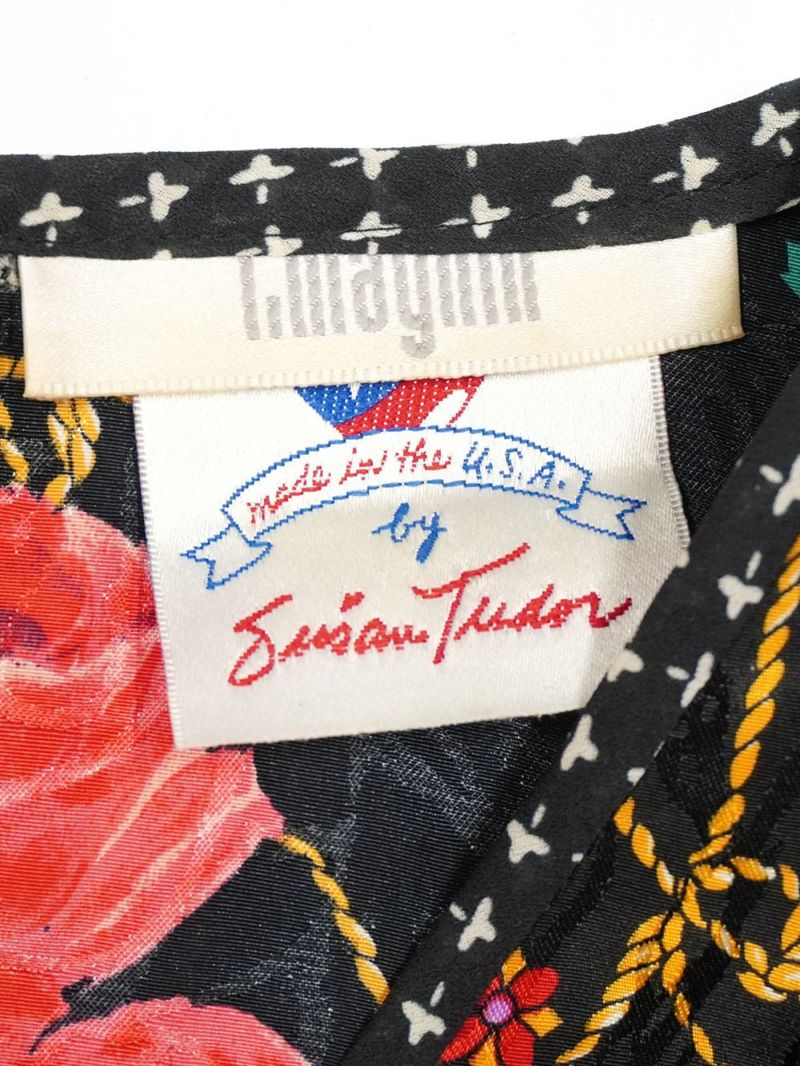 made in the U.S.A.
by
Susan Tudor